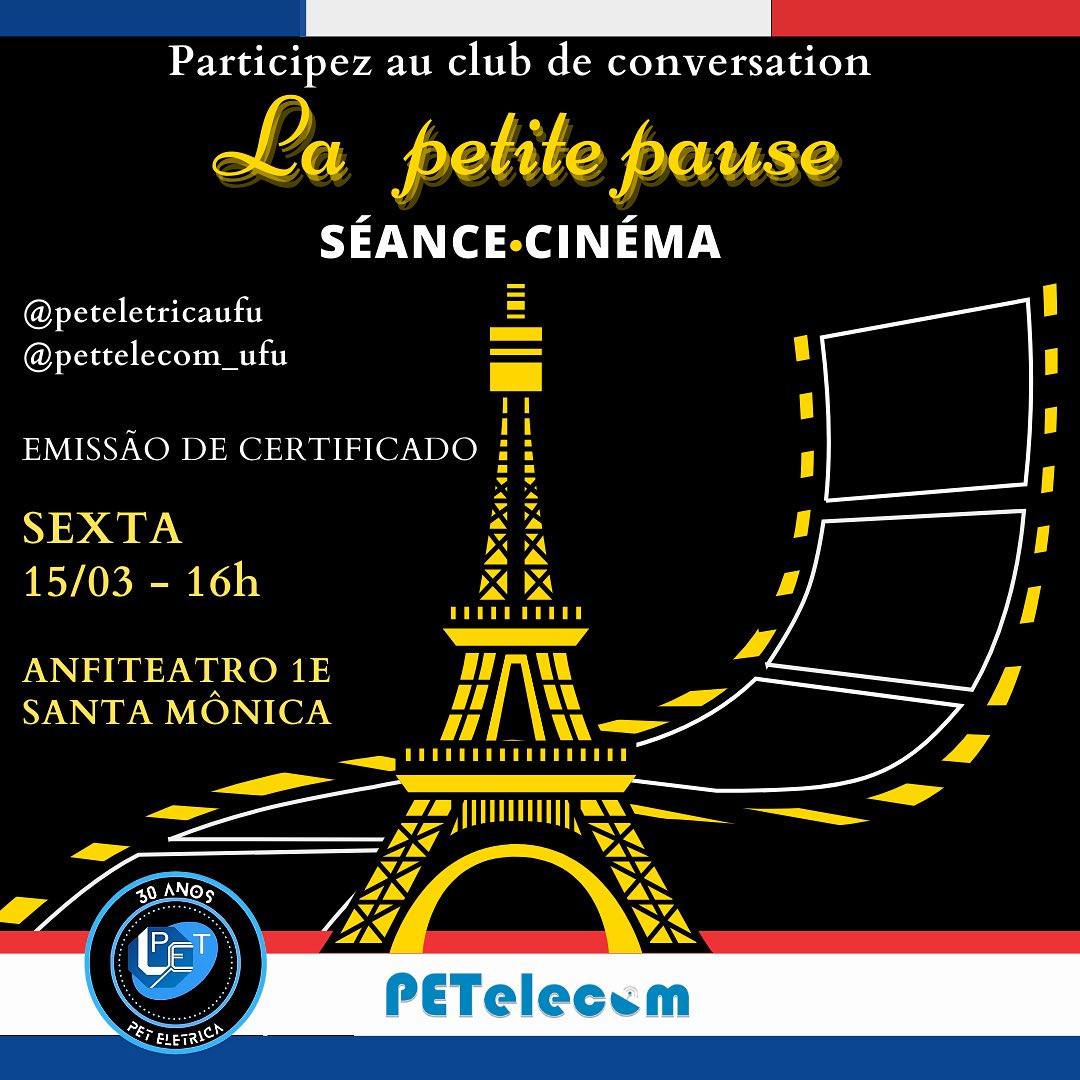 Participez au club de conversation
La petite pause
SÉANCE•CINÉMA
@peteletricaufu
@pettelecom_ufu
EMISSÃO DE CERTIFICADO
SEXTA
15/03 - 16h
ANFITEATRO 1E
SANTA MÔNICA
30 ANOS
PET
PET ELETRICA
PETelecom